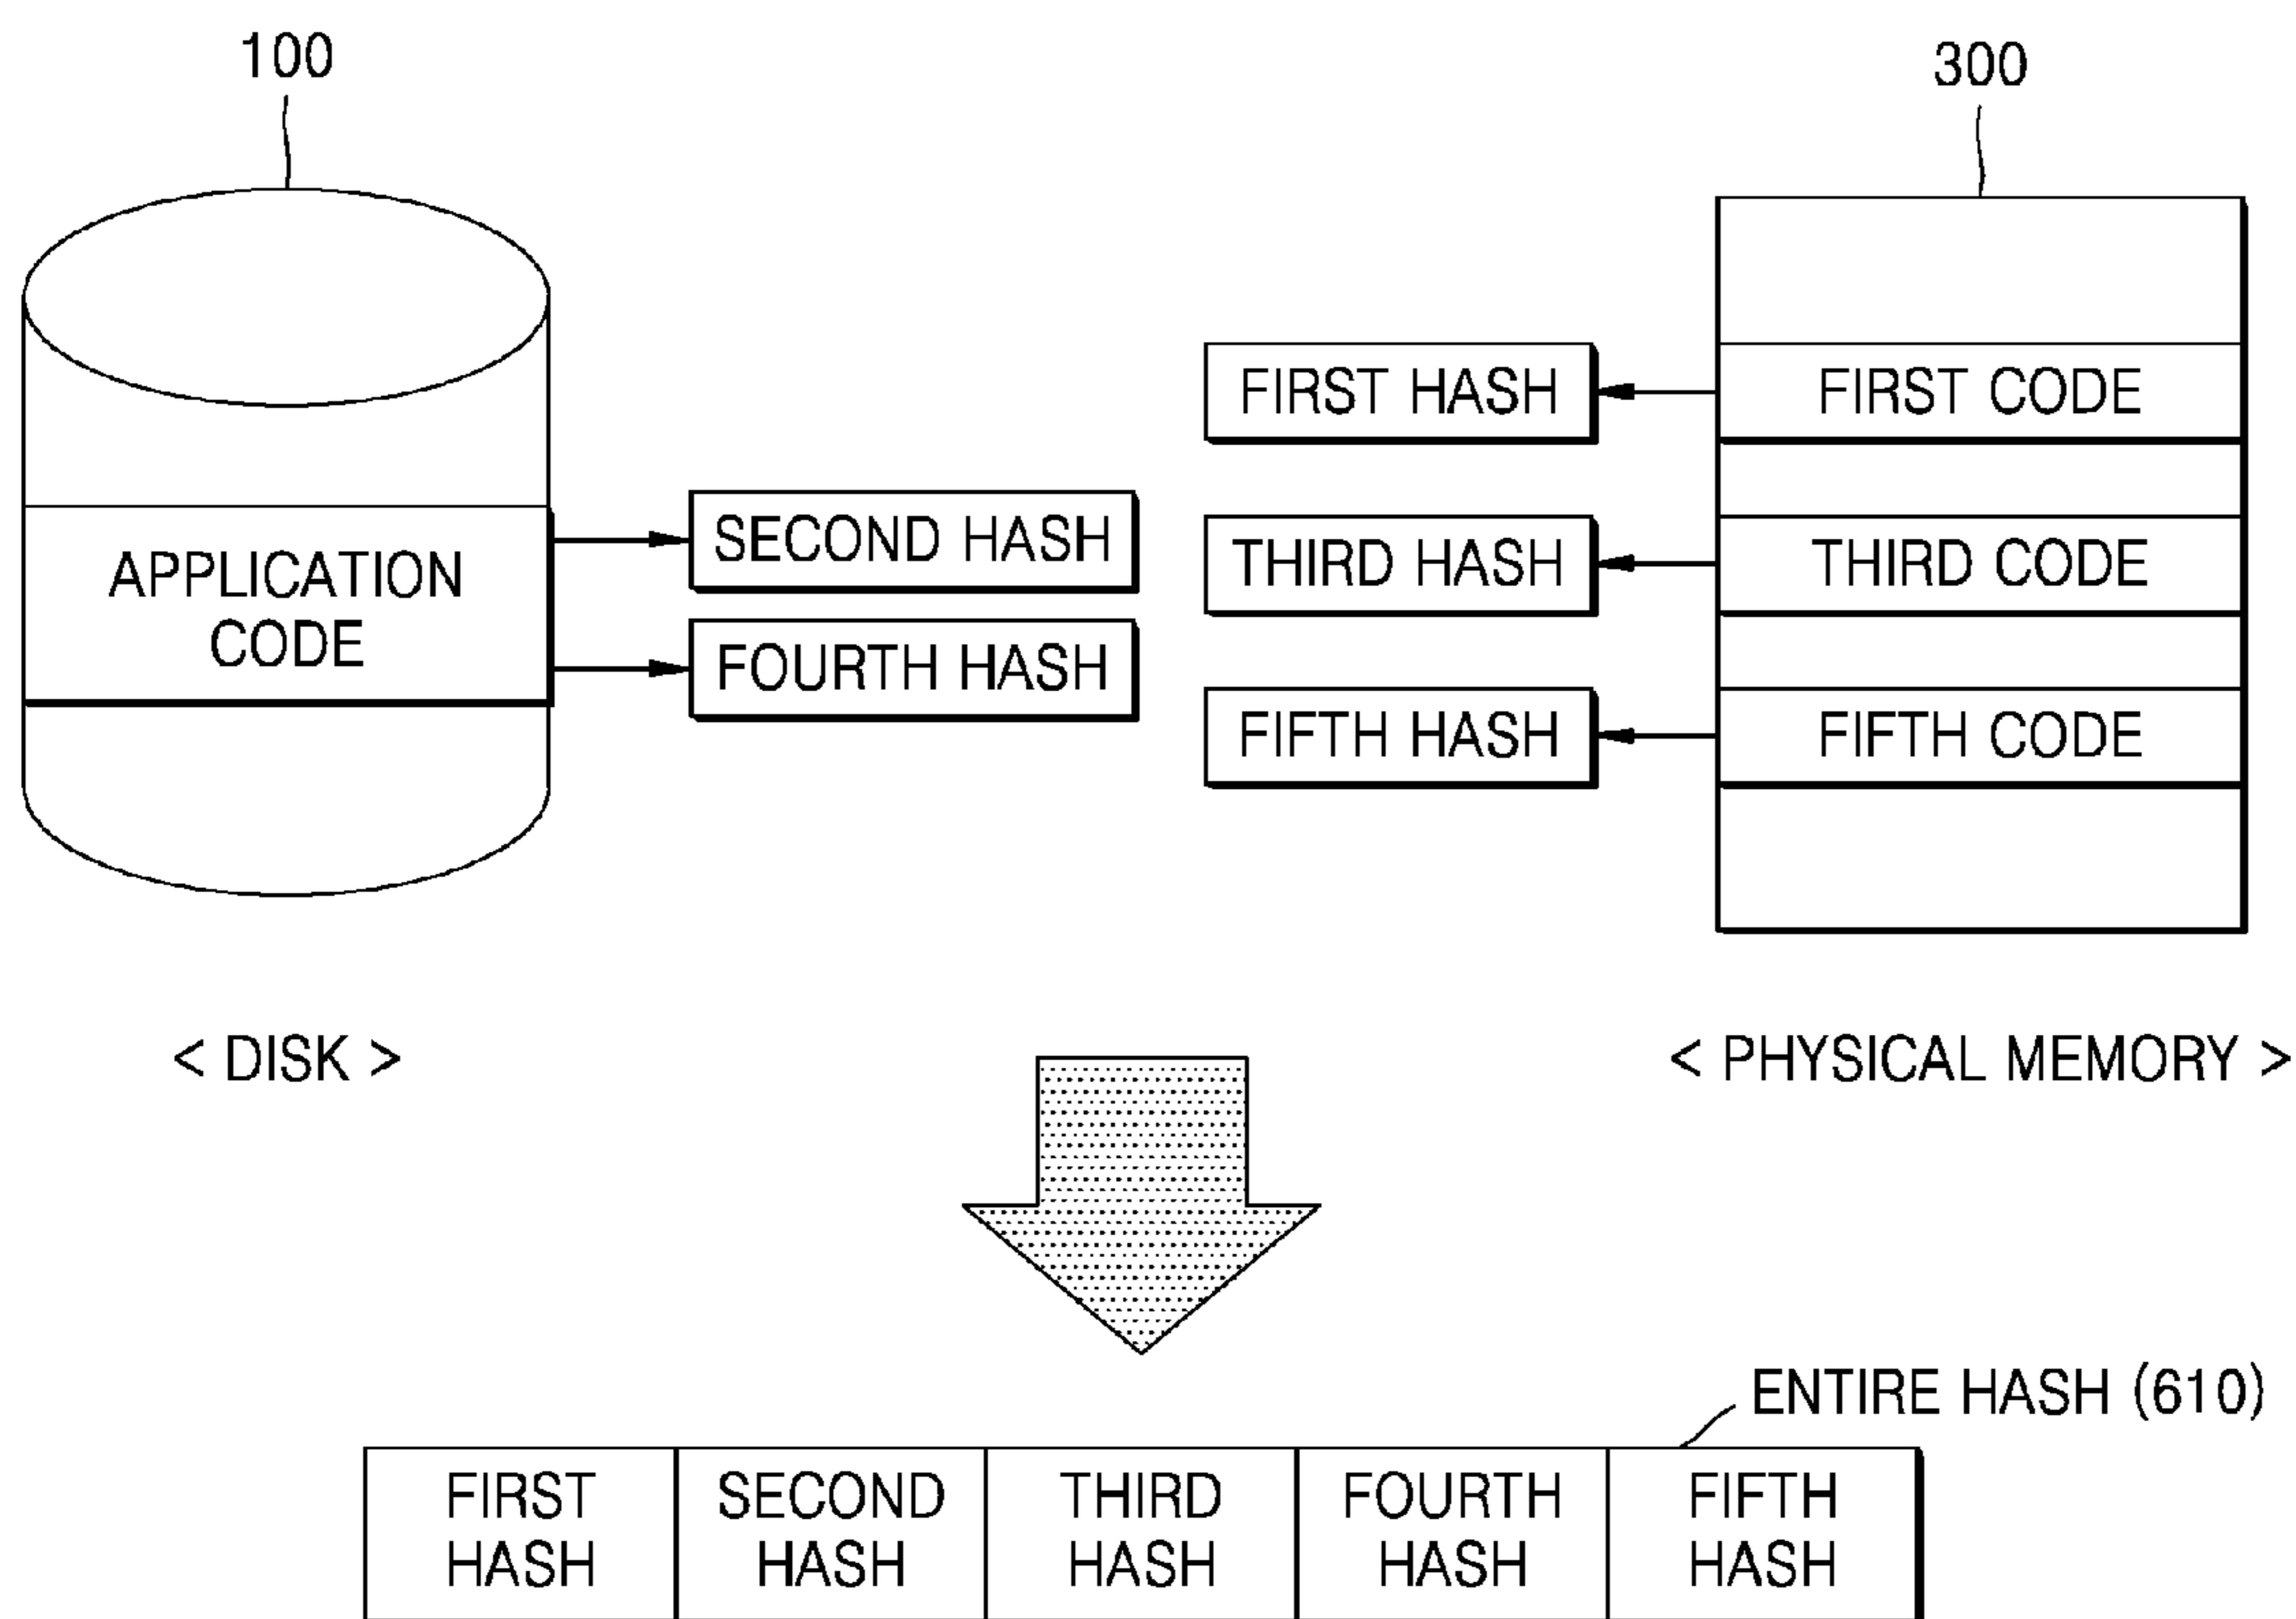 100
300
FIRST HASH
FIRST CODE
SECOND HASH
APPLICATION
CODE
THIRD HASH
THIRD CODE
FOURTH HASH
FIFTH HASH
FIFTH CODE
< DISK >
< PHYSICAL MEMORY >
ENTIRE HASH (610)
FIRST
HASH
SECOND
HASH
THIRD
HASH
FOURTH
HASH
FIFTH
HASH